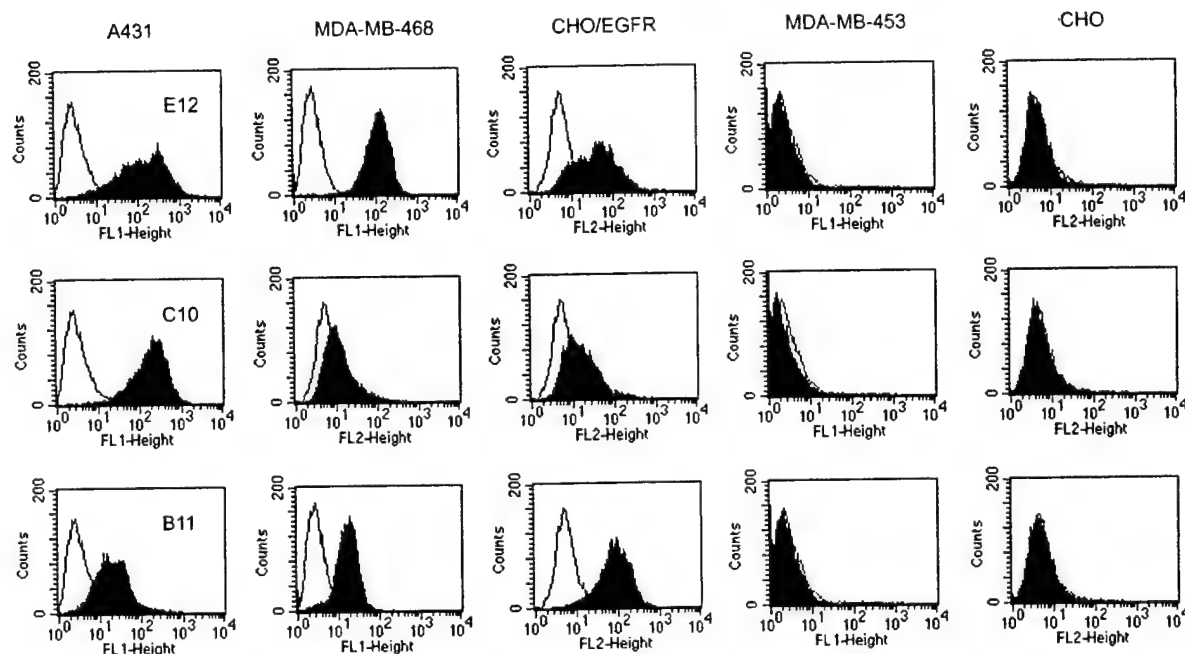 A431 MDA-MB-468 CHO/EGFR MDA-MB-453 CHO
200 200 200 200 200
E12
Counts Counts Counts Counts Counts
0 0 0 0 0
10^0 10^1 10^2 10^3 10^4 10^0 10^1 10^2 10^3 10^4 10^0 10^1 10^2 10^3 10^4 10^0 10^1 10^2 10^3 10^4 10^0 10^1 10^2 10^3 10^4
FL1-Height FL1-Height FL2-Height FL1-Height FL2-Height
200 200 200 200 200
C10
Counts Counts Counts Counts Counts
0 0 0 0 0
10^0 10^1 10^2 10^3 10^4 10^0 10^1 10^2 10^3 10^4 10^0 10^1 10^2 10^3 10^4 10^0 10^1 10^2 10^3 10^4 10^0 10^1 10^2 10^3 10^4
FL1-Height FL2-Height FL2-Height FL1-Height FL2-Height
200 200 200 200 200
B11
Counts Counts Counts Counts Counts
0 0 0 0 0
10^0 10^1 10^2 10^3 10^4 10^0 10^1 10^2 10^3 10^4 10^0 10^1 10^2 10^3 10^4 10^0 10^1 10^2 10^3 10^4 10^0 10^1 10^2 10^3 10^4
FL1-Height FL1-Height FL2-Height FL1-Height FL2-Height